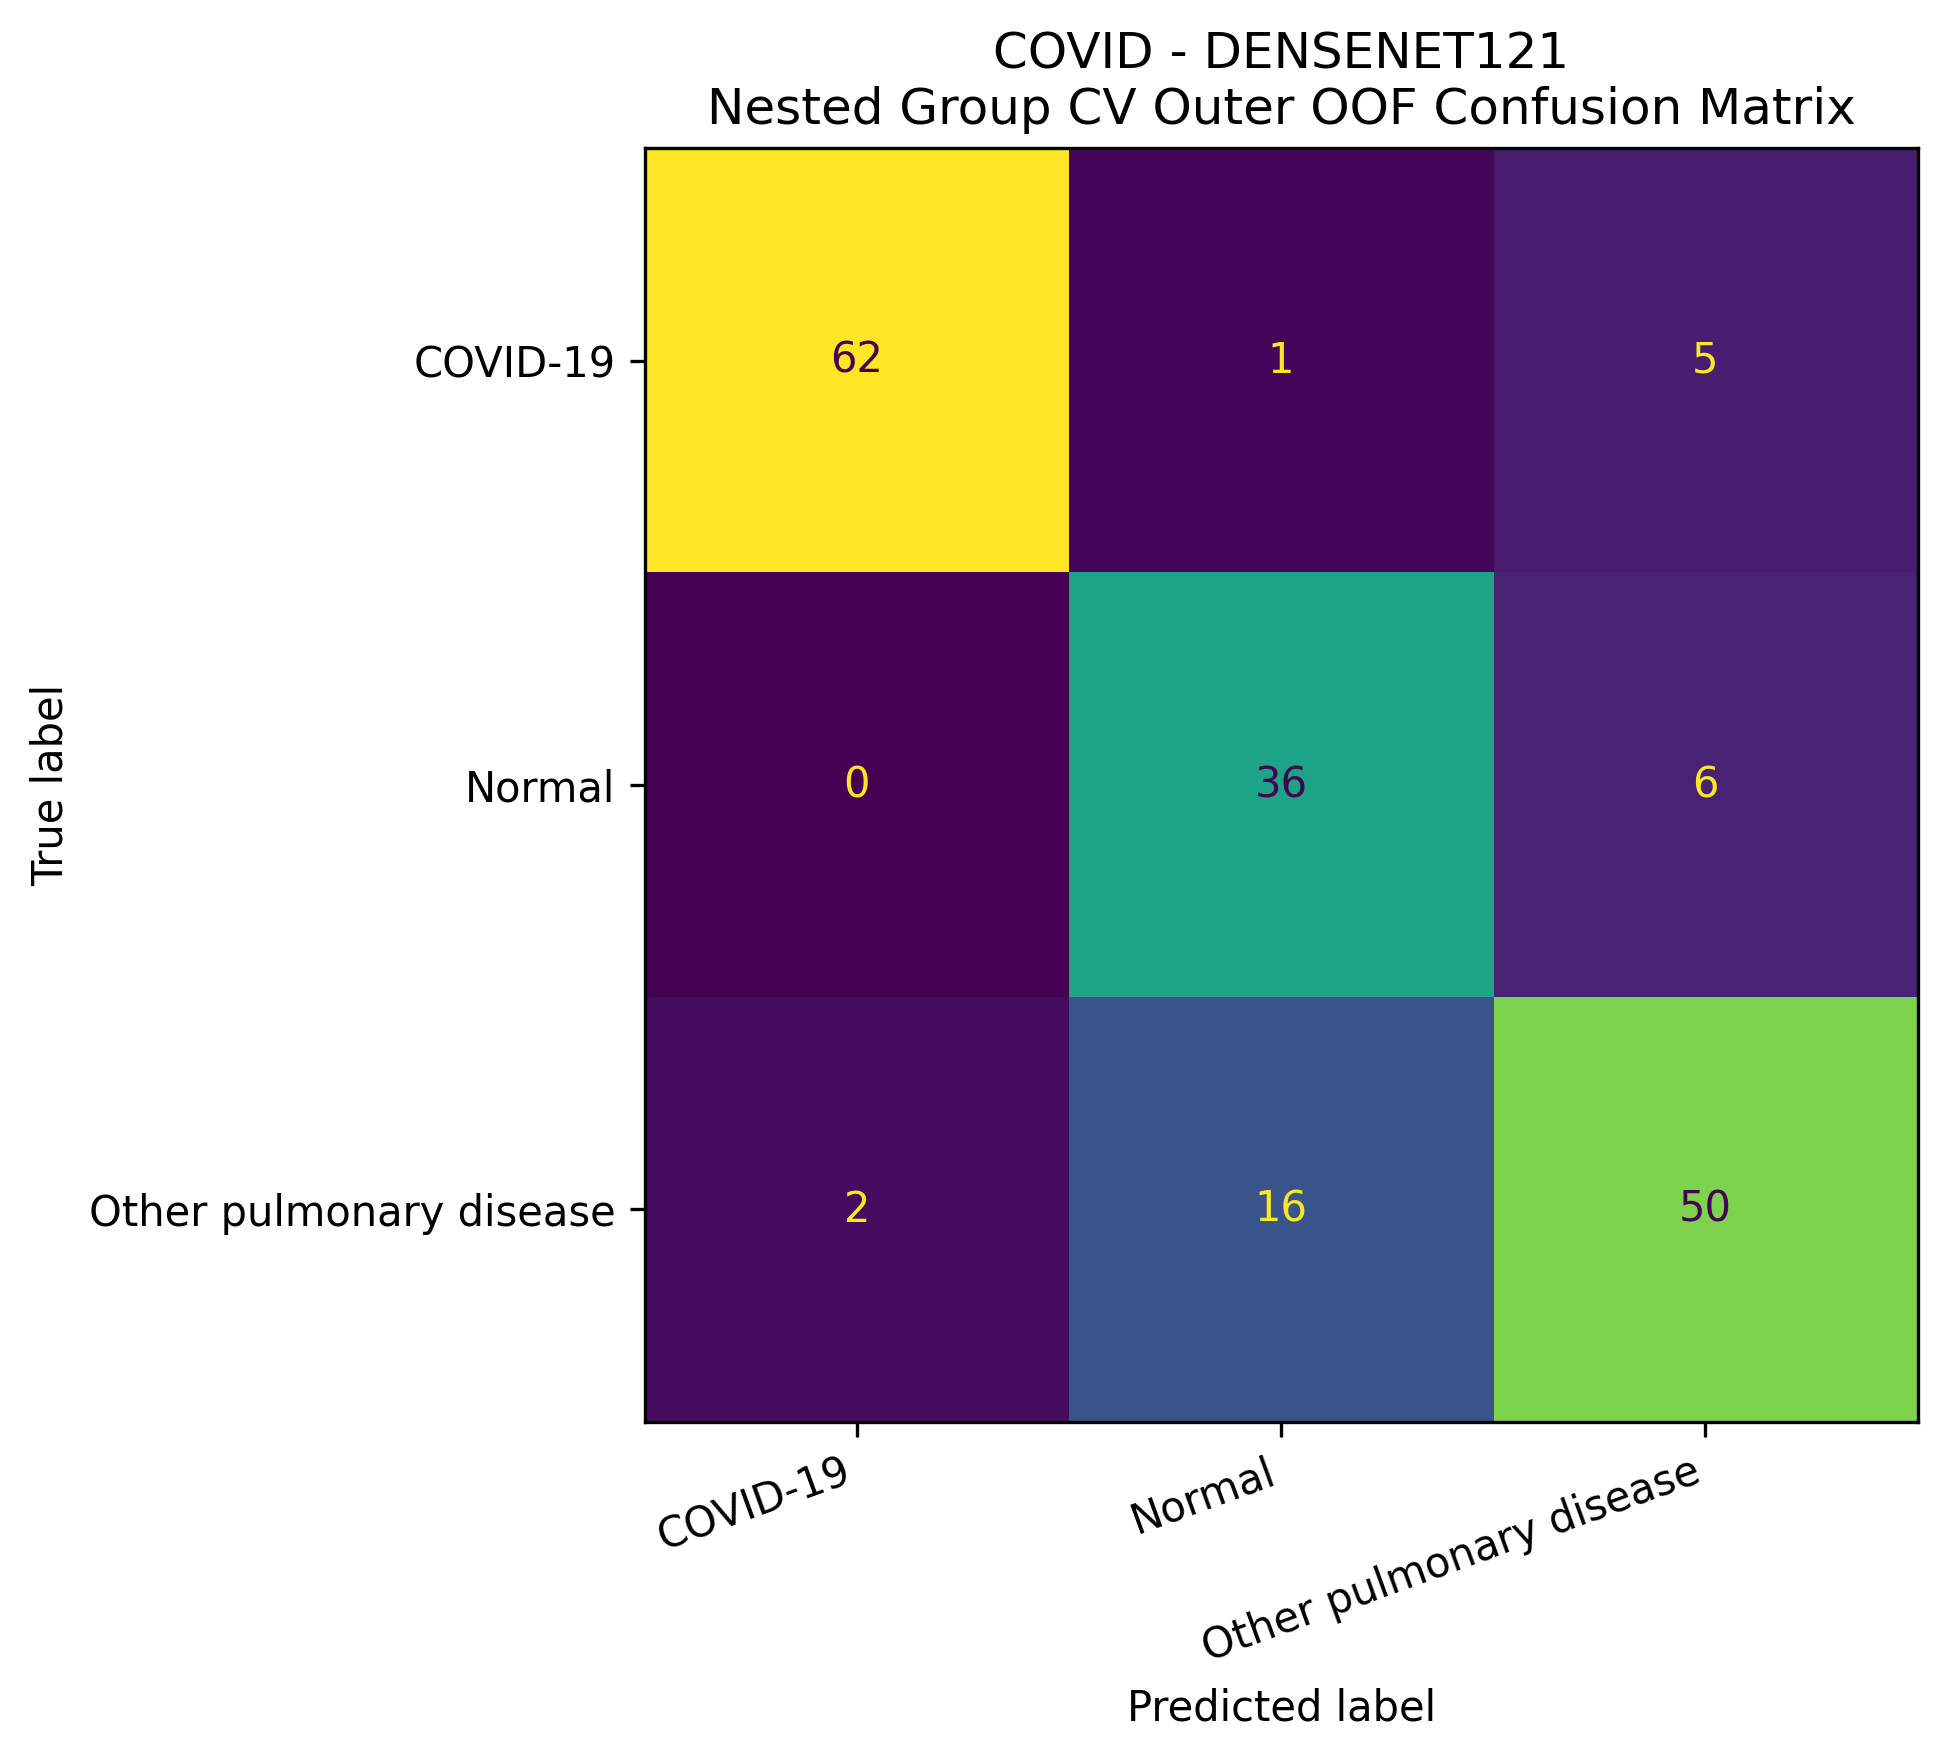 COVID - DENSENET121
Nested Group CV Outer OOF Confusion Matrix
True label
COVID-19
62
1
5
Normal
0
36
6
Other pulmonary disease
2
16
50
COVID-19
Normal
Other pulmonary disease
Predicted label